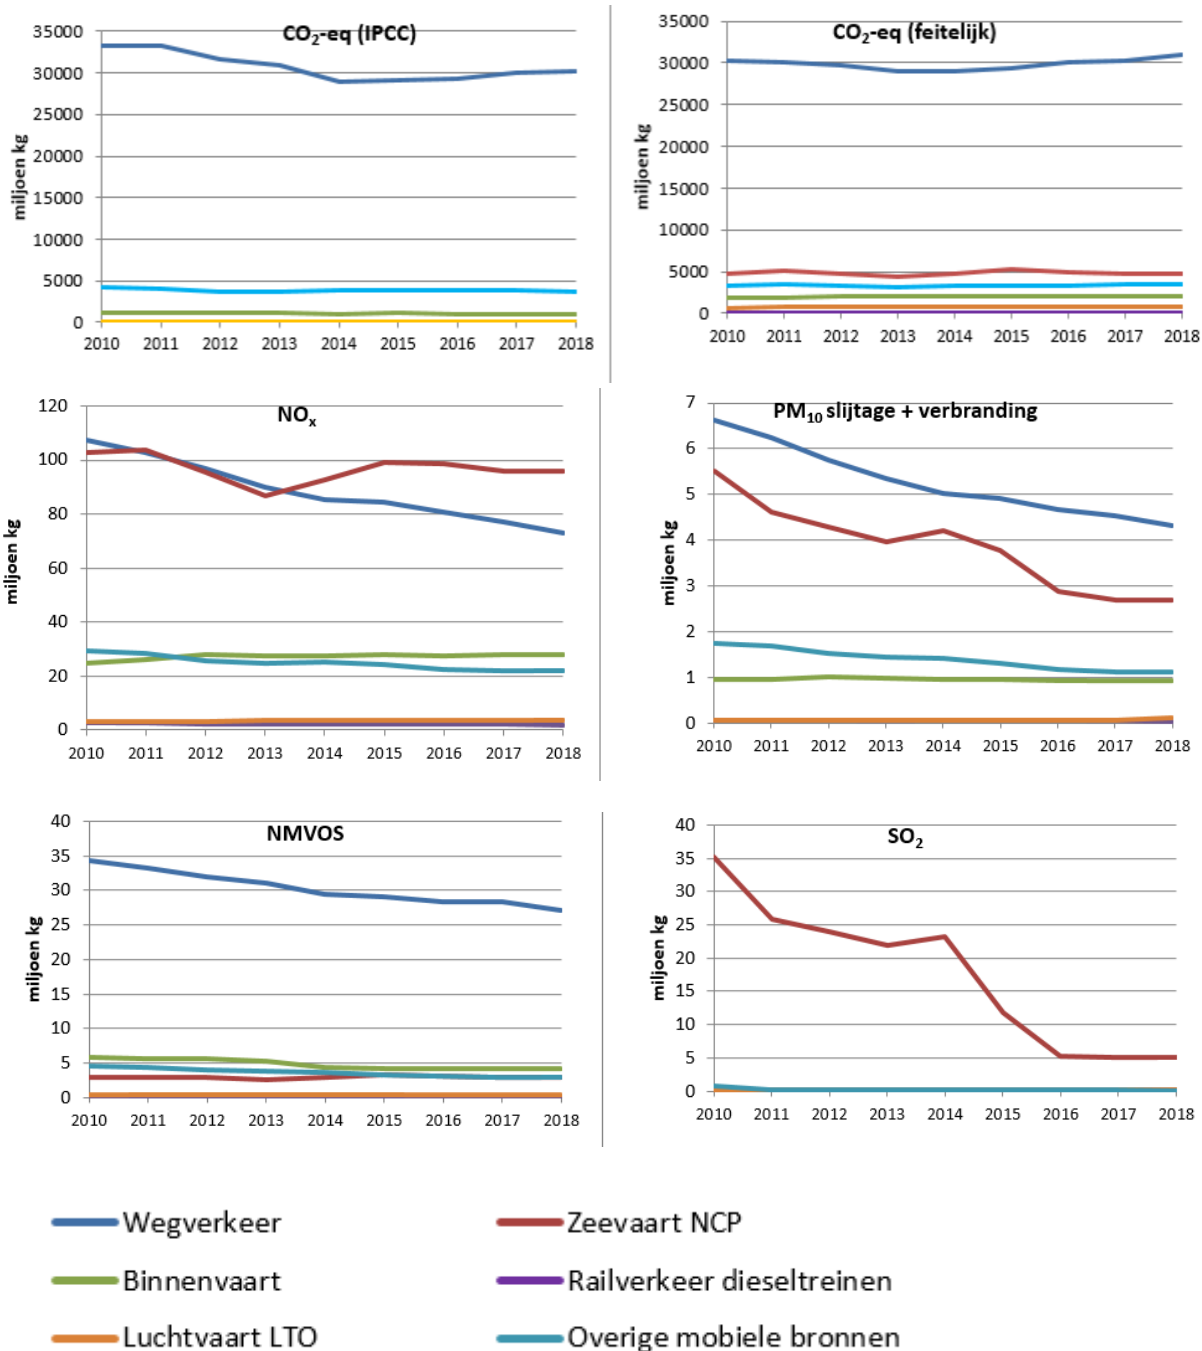 CO₂-eq (IPCC)
miljoen kg
35000
30000
25000
20000
15000
10000
5000
0
2010 2011 2012 2013 2014 2015 2016 2017 2018
CO₂-eq (feitelijk)
miljoen kg
35000
30000
25000
20000
15000
10000
5000
0
2010 2011 2012 2013 2014 2015 2016 2017 2018
NOₓ
miljoen kg
120
100
80
60
40
20
0
2010 2011 2012 2013 2014 2015 2016 2017 2018
PM₁₀ slijtage + verbranding
miljoen kg
7
6
5
4
3
2
1
0
2010 2011 2012 2013 2014 2015 2016 2017 2018
NMVOS
miljoen kg
40
35
30
25
20
15
10
5
0
2010 2011 2012 2013 2014 2015 2016 2017 2018
SO₂
miljoen kg
40
35
30
25
20
15
10
5
0
2010 2011 2012 2013 2014 2015 2016 2017 2018
Wegverkeer
Zeevaart NCP
Binnenvaart
Railverkeer dieseltreinen
Luchtvaart LTO
Overige mobiele bronnen